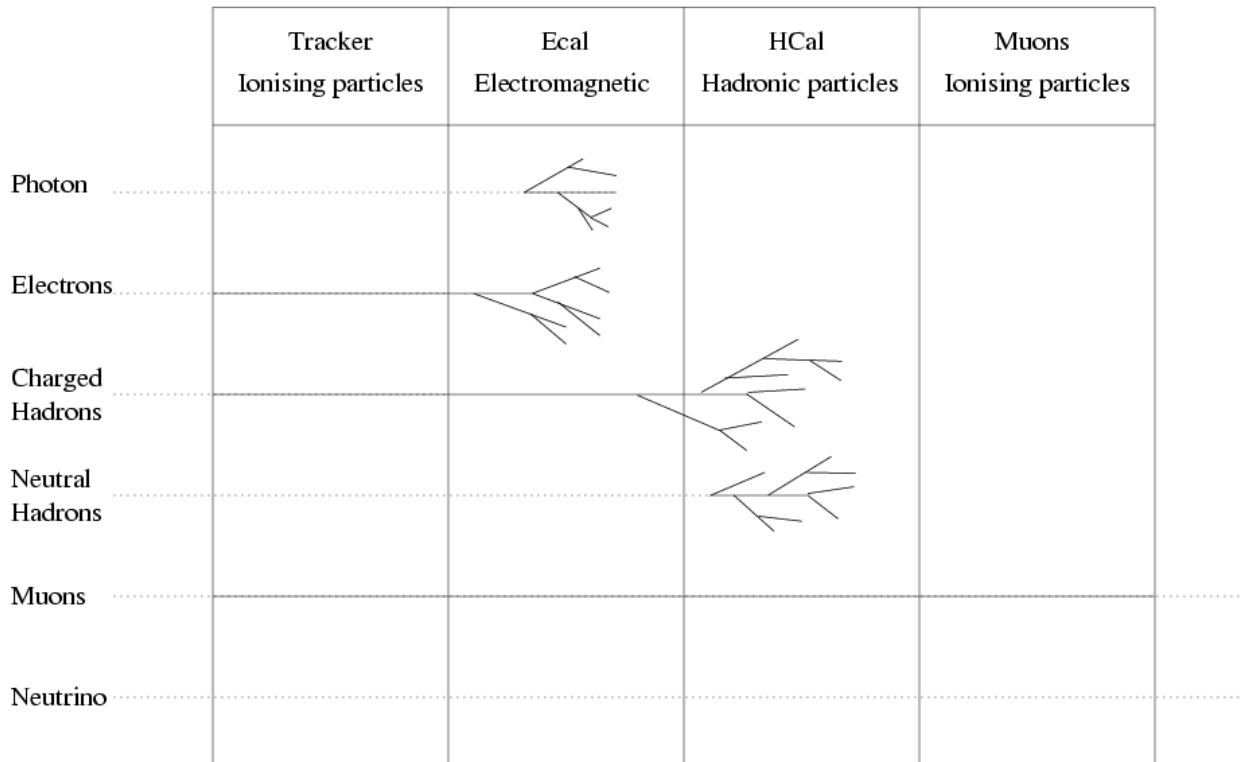 Tracker
Ionising particles
Ecal
Electromagnetic
HCal
Hadronic particles
Muons
Ionising particles
Photon
Electrons
Charged
Hadrons
Neutral
Hadrons
Muons
Neutrino